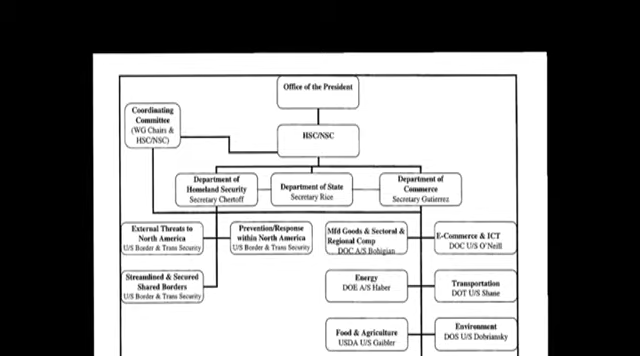 Office of the President
Coordinating
Committee
(WG Chairs &
HSC/NSC)
HSC/NSC
Department of
Homeland Security
Secretary Chertoff
Department of State
Secretary Rice
Department of
Commerce
Secretary Gutierrez
External Threats to
North America
U/S Border & Trans Security
Prevention/Response
within North America
U/S Border & Trans Security
Mfd Goods & Sectoral &
Regional Comp
DOC A/S Bohigian
E-Commerce & ICT
DOC U/S O'Neill
Streamlined & Secured
Shared Borders
U/S Border & Trans Security
Energy
DOE A/S Haber
Transportation
DOT U/S Shane
Food & Agriculture
USDA U/S Gaibler
Environment
DOS U/S Dobriansky